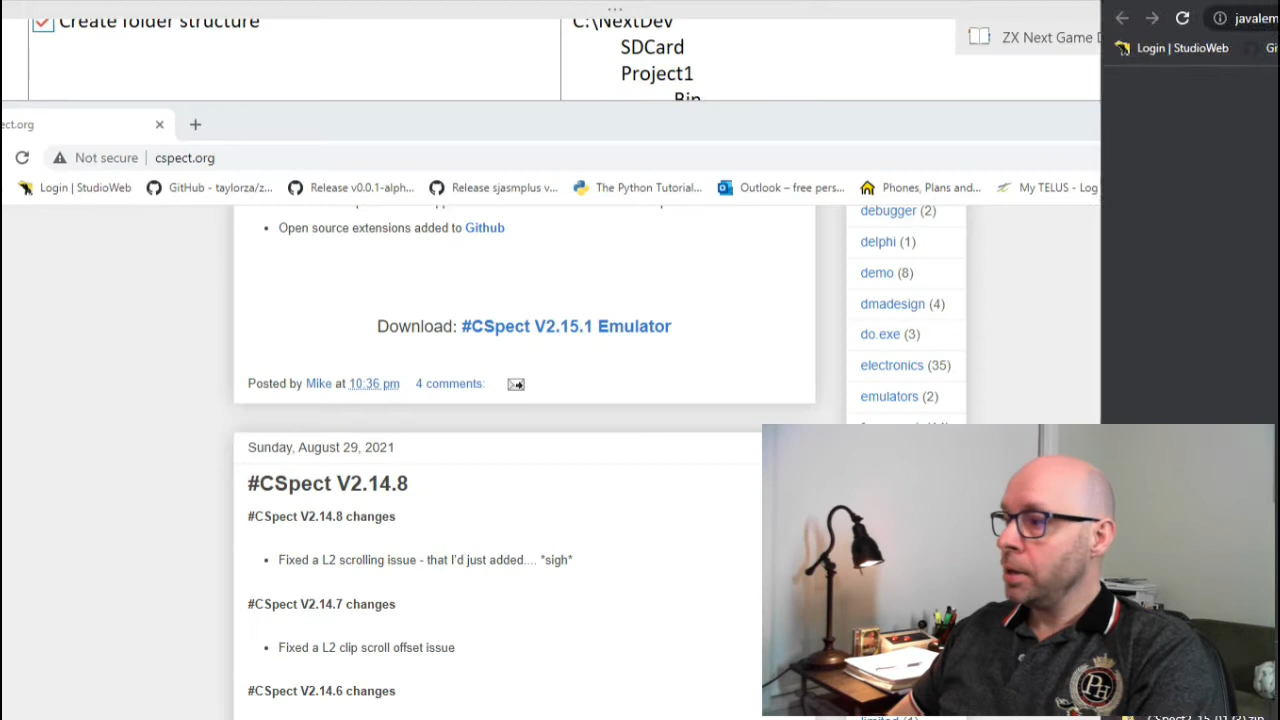 Create folder structure
C:\NextDev
SDCard
Project1
Bin
ZX Next Game D
javalem
Login | StudioWeb
Gi
ect.org
Not secure
cspect.org
Login | StudioWeb
GitHub - taylorza/z...
Release v0.0.1-alph...
Release sjasmplus v...
The Python Tutorial...
Outlook – free pers...
Phones, Plans and...
My TELUS - Log
Open source extensions added to Github
Download: #CSpect V2.15.1 Emulator
Posted by Mike at 10:36 pm 4 comments:
debugger (2)
delphi (1)
demo (8)
dmadesign (4)
do.exe (3)
electronics (35)
emulators (2)
Sunday, August 29, 2021
#CSpect V2.14.8
#CSpect V2.14.8 changes
Fixed a L2 scrolling issue - that I'd just added.... *sigh*
#CSpect V2.14.7 changes
Fixed a L2 clip scroll offset issue
#CSpect V2.14.6 changes
PH